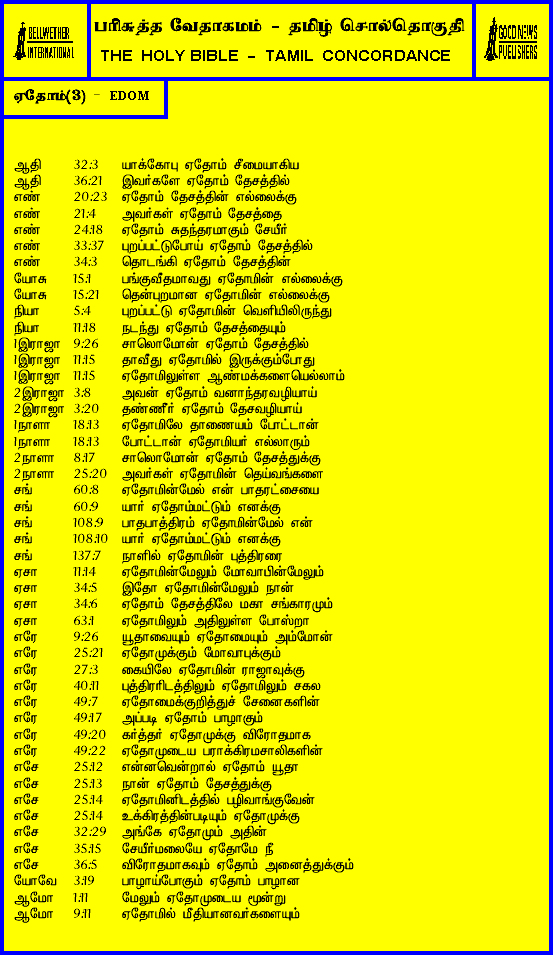 BELLWETHER
INTERNATIONAL
பரிசுத்த வேதாகமம் - தமிழ் சொல்தொகுதி
THE HOLY BIBLE - TAMIL CONCORDANCE
GOOD NEWS
PUBLISHERS
ஏதோம்(3) - EDOM
ஆதி 32:3 யாக்கோபு ஏதோம் சீமையாகிய
ஆதி 36:21 இவர்களே ஏதோம் தேசத்தில்
எண் 20:23 ஏதோம் தேசத்தின் எல்லைக்கு
எண் 21:4 அவர்கள் ஏதோம் தேசத்தை
எண் 24:18 ஏதோம் சுதந்தரமாகும் சேயீர்
எண் 33:37 புறப்பட்டுபோய் ஏதோம் தேசத்தில்
எண் 34:3 தொடங்கி ஏதோம் தேசத்தின்
யோசு 15:1 பங்குவீதமாவது ஏதோமின் எல்லைக்கு
யோசு 15:21 தென்புறமான ஏதோமின் எல்லைக்கு
நியா 5:4 புறப்பட்டு ஏதோமின் வெளியிலிருந்து
நியா 11:18 நடந்து ஏதோம் தேசத்தையும்
1இராஜா 9:26 சாலொமோன் ஏதோம் தேசத்தில்
1இராஜா 11:15 தாவீது ஏதோமில் இருக்கும்போது
1இராஜா 11:15 ஏதோமிலுள்ள ஆண்மக்களையெல்லாம்
2இராஜா 3:8 அவன் ஏதோம் வனாந்தரவழியாய்
2இராஜா 3:20 தண்ணீர் ஏதோம் தேசவழியாய்
1நாளா 18:13 ஏதோமிலே தாணையம் போட்டான்
1நாளா 18:13 போட்டான் ஏதோமியர் எல்லாரும்
2நாளா 8:17 சாலொமோன் ஏதோம் தேசத்துக்கு
2நாளா 25:20 அவர்கள் ஏதோமின் தெய்வங்களை
சங் 60:8 ஏதோமின்மேல் என் பாதரட்சையை
சங் 60:9 யார் ஏதோம்மட்டும் எனக்கு
சங் 108:9 பாதபாத்திரம் ஏதோமின்மேல் என்
சங் 108:10 யார் ஏதோம்மட்டும் எனக்கு
சங் 137:7 நாளில் ஏதோமின் புத்திரரை
ஏசா 11:14 ஏதோமின்மேலும் மோவாபின்மேலும்
ஏசா 34:5 இதோ ஏதோமின்மேலும் நான்
ஏசா 34:6 ஏதோம் தேசத்திலே மகா சங்காரமும்
ஏசா 63:1 ஏதோமிலும் அதிலுள்ள போஸ்றா
எரே 9:26 யூதாவையும் ஏதோமையும் அம்மோன்
எரே 25:21 ஏதோமுக்கும் மோவாபுக்கும்
எரே 27:3 கையிலே ஏதோமின் ராஜாவுக்கு
எரே 40:11 புத்திரரிடத்திலும் ஏதோமிலும் சகல
எரே 49:7 ஏதோமைக்குறித்துச் சேனைகளின்
எரே 49:17 அப்படி ஏதோம் பாழாகும்
எரே 49:20 கர்த்தர் ஏதோமுக்கு விரோதமாக
எரே 49:22 ஏதோமுடைய பராக்கிரமசாலிகளின்
எசே 25:12 என்னவென்றால் ஏதோம் யூதா
எசே 25:13 நான் ஏதோம் தேசத்துக்கு
எசே 25:14 ஏதோமினிடத்தில் பழிவாங்குவேன்
எசே 25:14 உக்கிரத்தின்படியும் ஏதோமுக்கு
எசே 32:29 அங்கே ஏதோமும் அதின்
எசே 35:15 சேயீர்மலையே ஏதோமே நீ
எசே 36:5 விரோதமாகவும் ஏதோம் அனைத்துக்கும்
யோவே 3:19 பாழாய்போகும் ஏதோம் பாழான
ஆமோ 1:11 மேலும் ஏதோமுடைய மூன்று
ஆமோ 9:11 ஏதோமில் மீதியானவர்களையும்